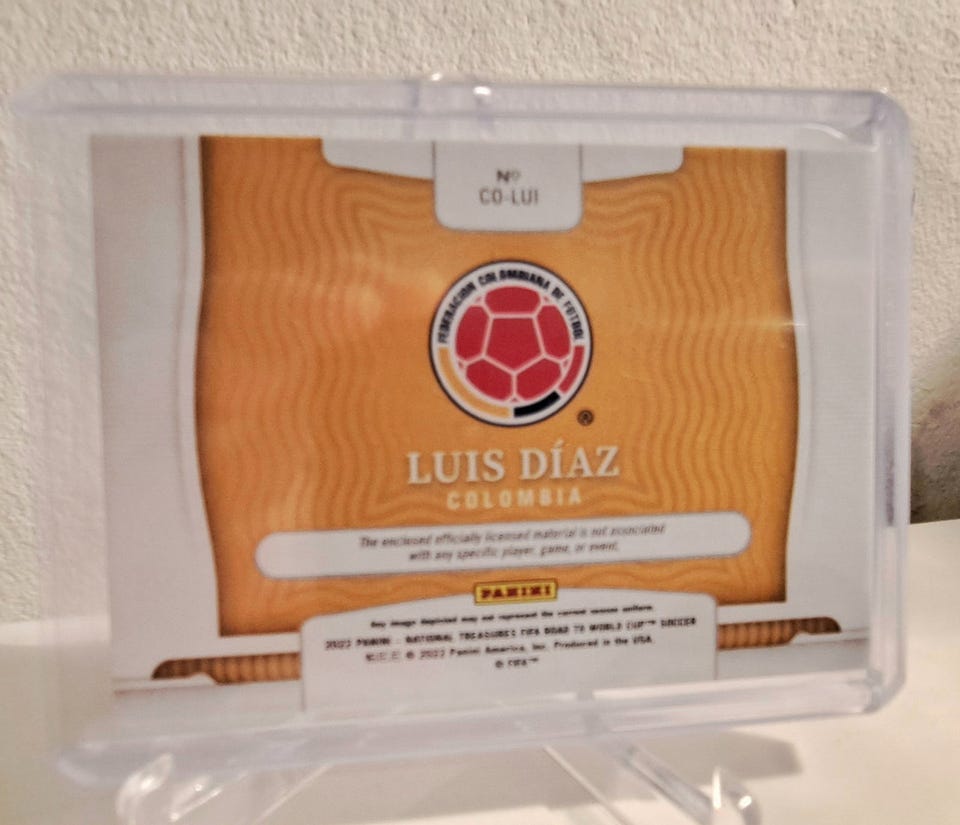 Nº
CO-LUI
FEDERACION COLOMBIANA DE FUTBOL
®
LUIS DÍAZ
COLOMBIA
The enclosed officially licensed material is not associated
with any specific player, game, or event.
PANINI
Any image depicted may not represent the current season uniform.
2022 PANINI - NATIONAL TREASURES FIFA ROAD TO WORLD CUP™ SOCCER
© 2022 Panini America, Inc. Produced in the USA.
© FIFA™